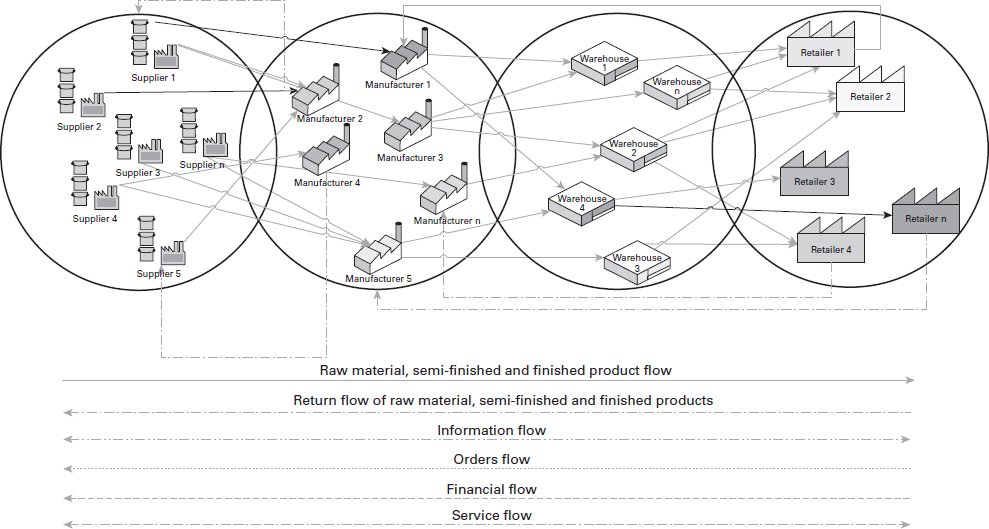 Supplier 1
Supplier 2
Supplier 3
Supplier n
Supplier 4
Supplier 5
Manufacturer 1
Manufacturer 2
Manufacturer 3
Manufacturer 4
Manufacturer n
Manufacturer 5
Warehouse
1
Warehouse
n
Warehouse
2
Warehouse
4
Warehouse
3
Retailer 1
Retailer 2
Retailer 3
Retailer n
Retailer 4
Raw material, semi-finished and finished product flow
Return flow of raw material, semi-finished and finished products
Information flow
Orders flow
Financial flow
Service flow